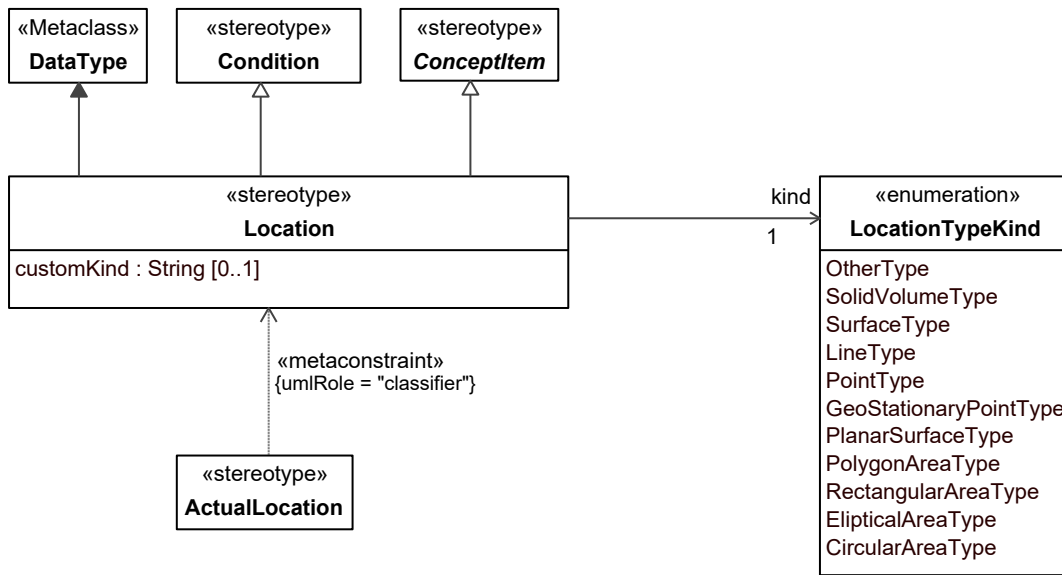 «Metaclass»
DataType
«stereotype»
Condition
«stereotype»
ConceptItem
«stereotype»
Location
customKind : String [0..1]
kind
1
«enumeration»
LocationTypeKind
OtherType
SolidVolumeType
SurfaceType
LineType
PointType
GeoStationaryPointType
PlanarSurfaceType
PolygonAreaType
RectangularAreaType
ElipticalAreaType
CircularAreaType
«metaconstraint»
{umlRole = "classifier"}
«stereotype»
ActualLocation